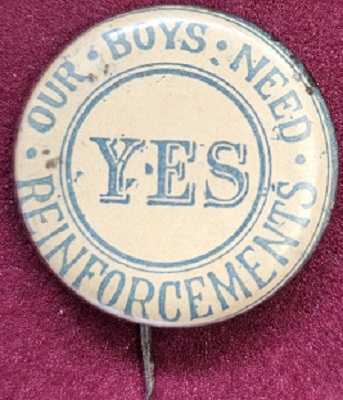 · OUR · BOYS · NEED ·
YES
REINFORCEMENTS